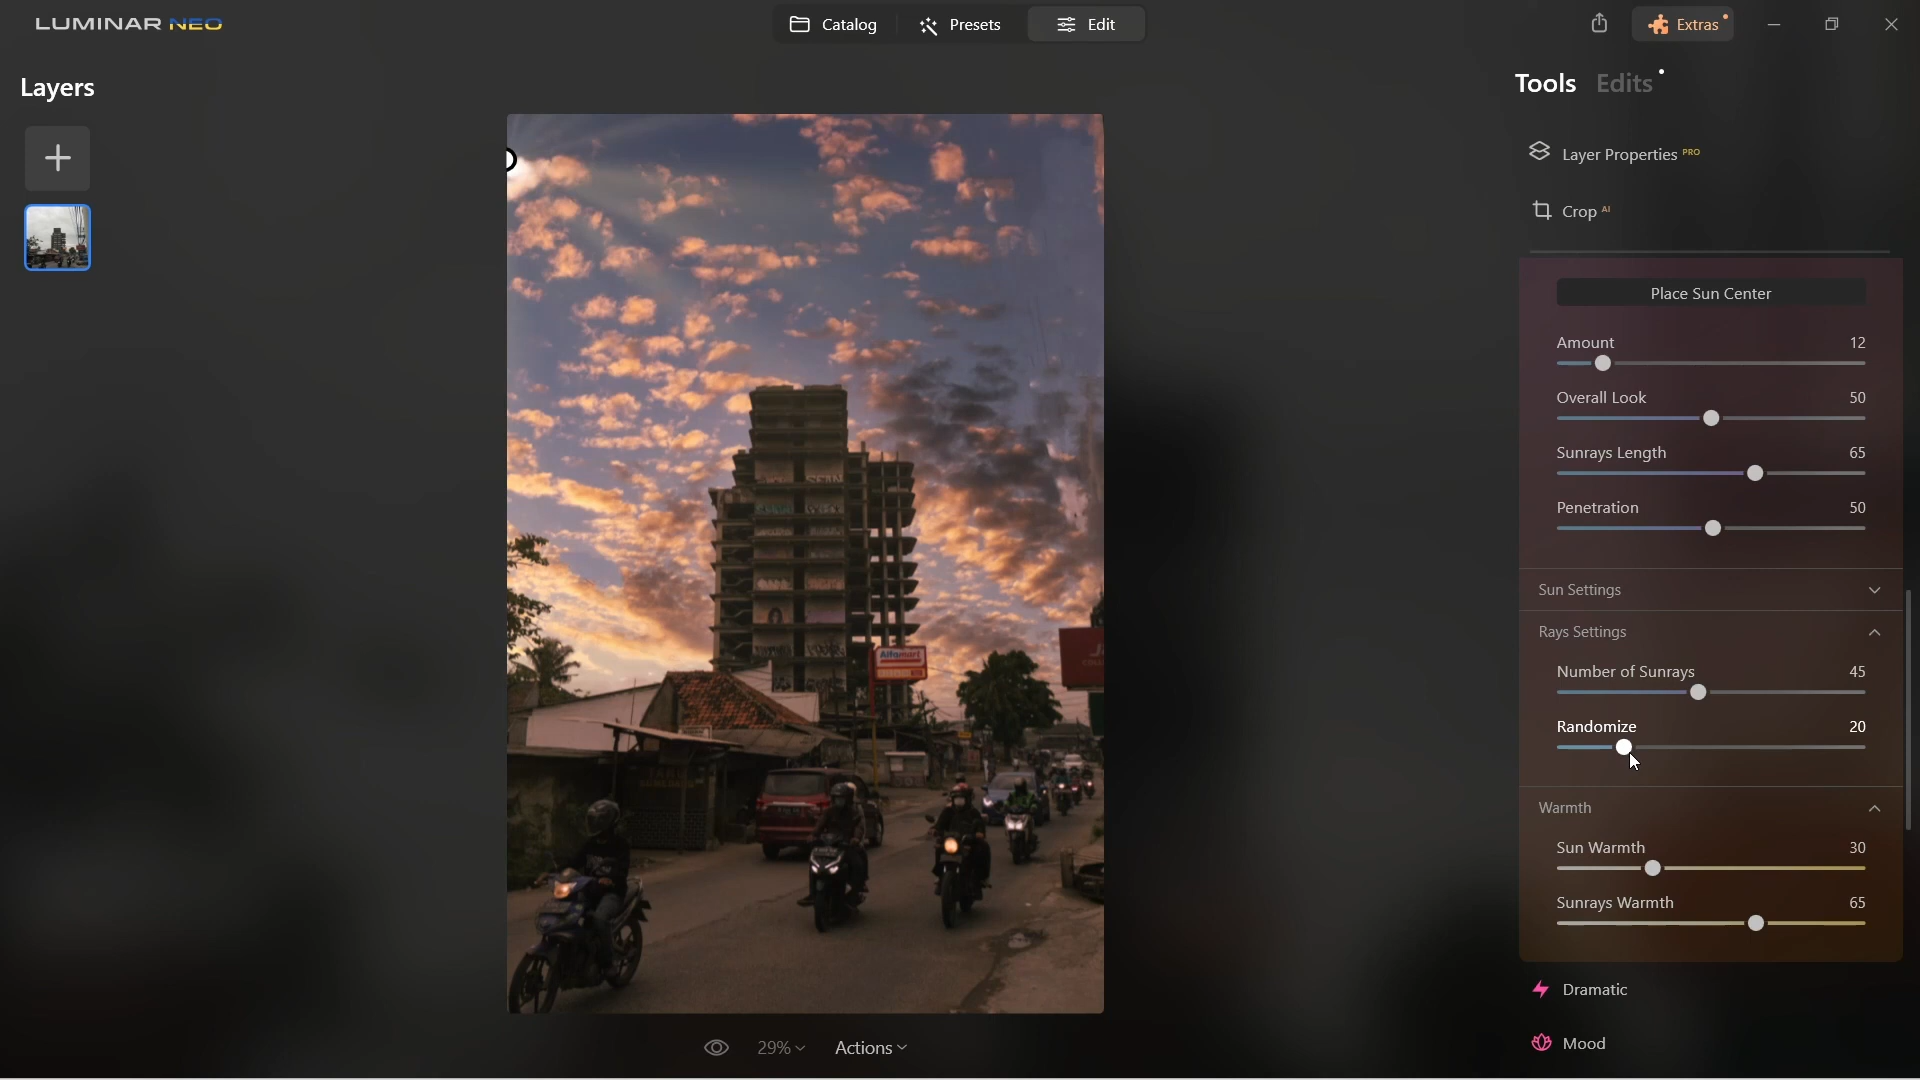 LUMINAR NEO
Catalog
Presets
Edit
Extras
Layers
Tools Edits
Layer Properties PRO
Crop AI
Place Sun Center
Amount 12
Overall Look 50
Sunrays Length 65
Penetration 50
Sun Settings
Rays Settings
Number of Sunrays 45
Randomize 20
Warmth
Sun Warmth 30
Sunrays Warmth 65
Dramatic
Mood
Alfamart
29%
Actions